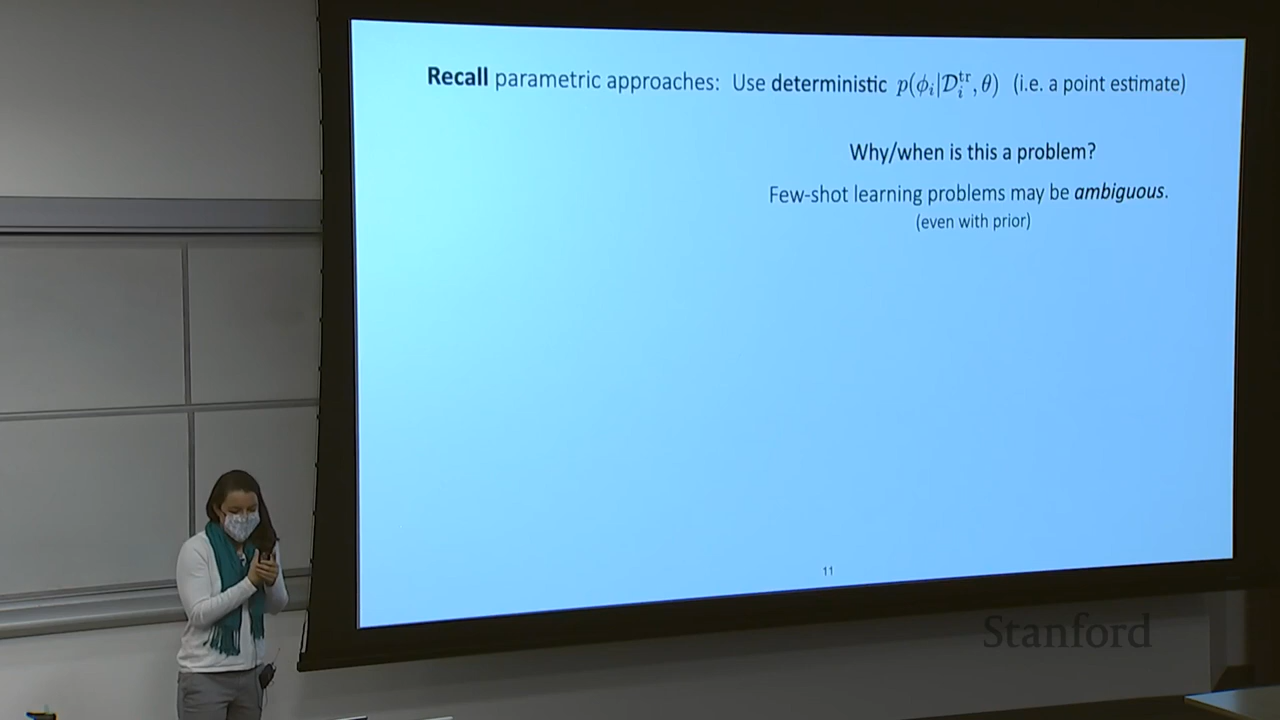 Recall parametric approaches: Use deterministic p(ϕᵢ|𝒟ᵢᵗʳ, θ) (i.e. a point estimate)
Why/when is this a problem?
Few-shot learning problems may be ambiguous.
(even with prior)
11
Stanford